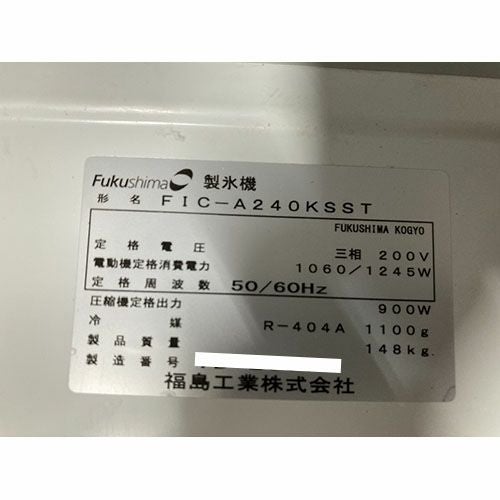 Fukushima 製氷機
形名 FIC-A240KSST
FUKUSHIMA KOGYO
定格電圧 三相 200V
電動機定格消費電力 1060/1245W
定格周波数 50/60Hz
圧縮機定格出力 900W
冷媒 R-404A 1100g
製品質量 148kg.
製造番号
福島工業株式会社